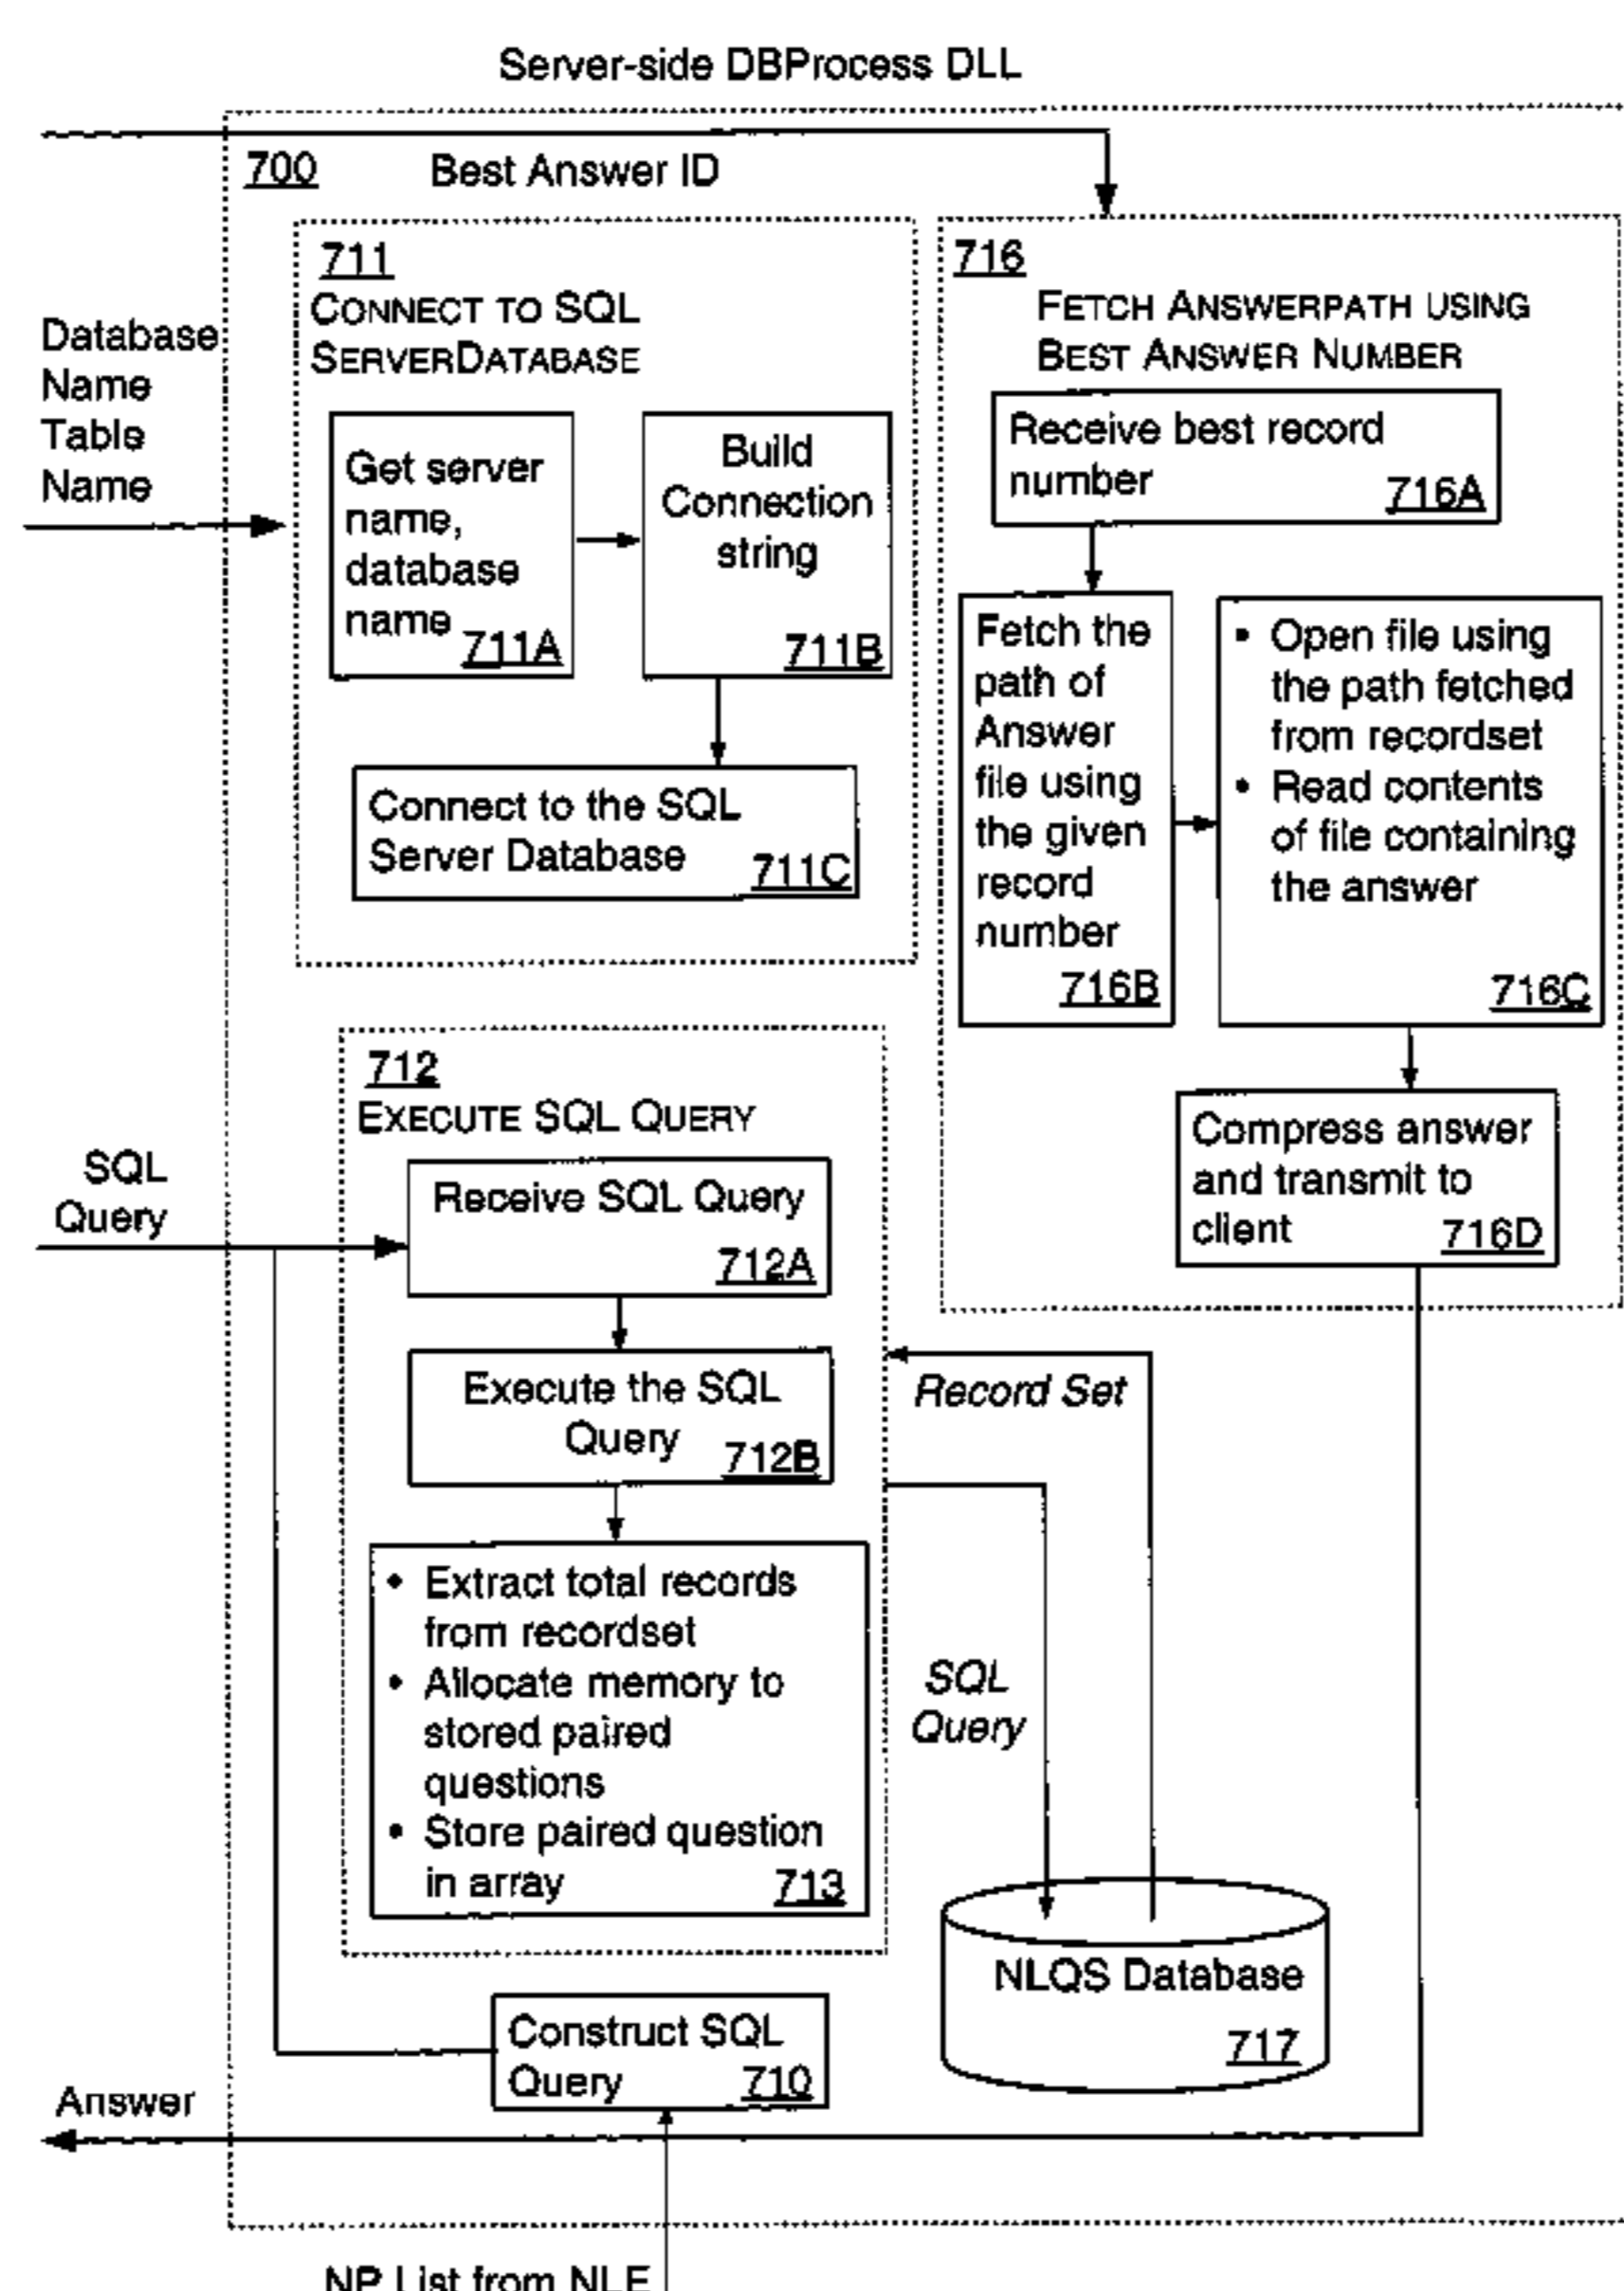 Server-side DBProcess DLL
700
Best Answer ID
Database
Name
Table
Name
711
CONNECT TO SQL
SERVERDATABASE
Get server
name,
database
name
711A
Build
Connection
string
711B
Connect to the SQL
Server Database
711C
716
FETCH ANSWERPATH USING
BEST ANSWER NUMBER
Receive best record
number
716A
Fetch the
path of
Answer
file using
the given
record
number
716B
• Open file using
the path fetched
from recordset
• Read contents
of file containing
the answer
716C
Compress answer
and transmit to
client
716D
SQL
Query
712
EXECUTE SQL QUERY
Receive SQL Query
712A
Execute the SQL
Query
712B
• Extract total records
from recordset
• Allocate memory to
stored paired
questions
• Store paired question
in array
713
Record Set
SQL
Query
NLQS Database
717
Construct SQL
Query
710
Answer
NP List from NLE